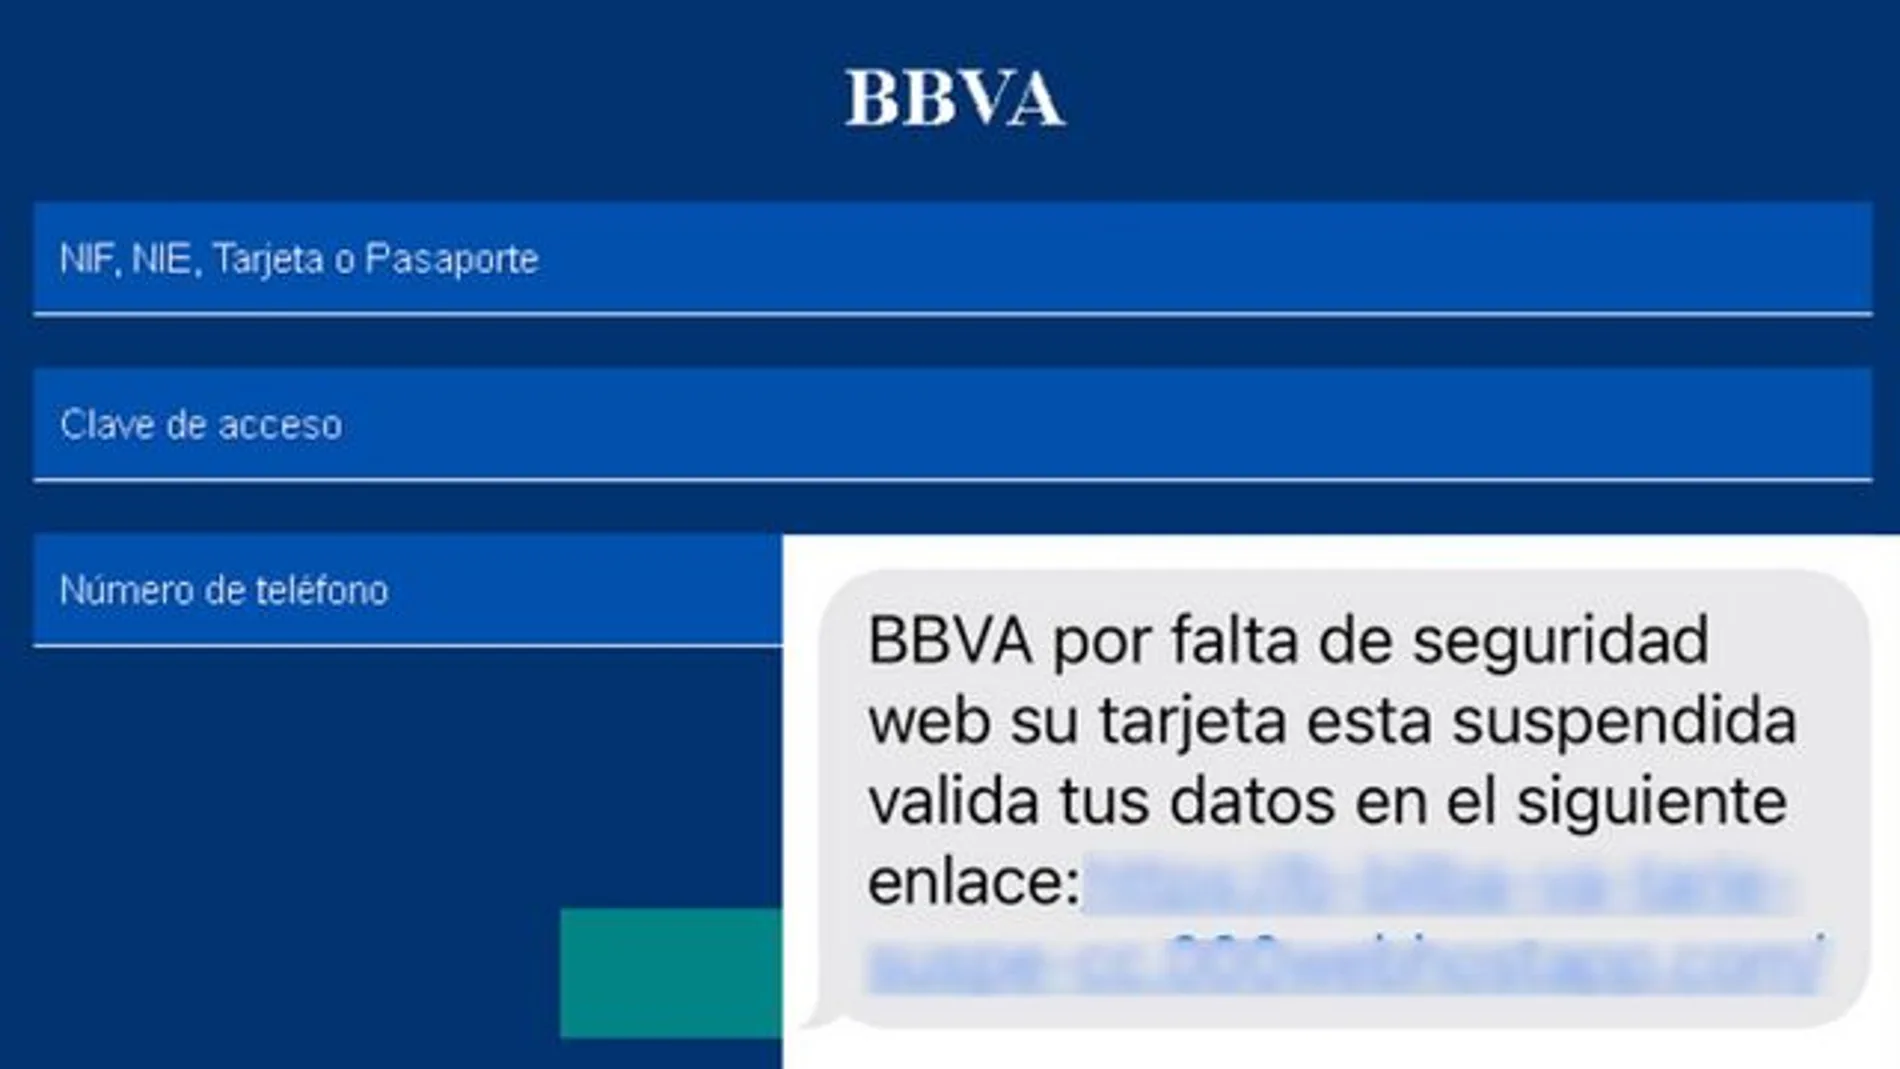 BBVA
NIF, NIE, Tarjeta o Pasaporte
Clave de acceso
Número de teléfono
BBVA por falta de seguridad
web su tarjeta esta suspendida
valida tus datos en el siguiente
enlace: